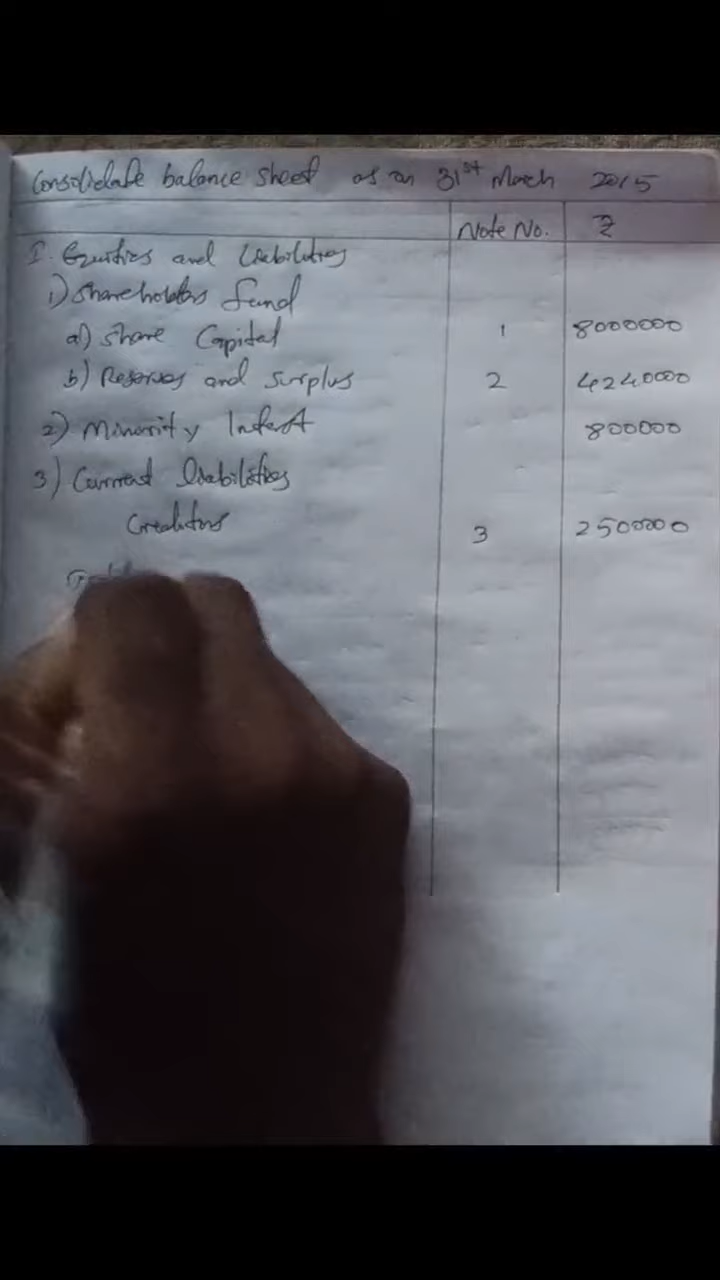 Consolidate balance sheet as on 31st March 2015
Note No. ₹
I. Equities and Liabilities
1) Shareholders fund
a) Share Capital 1 8000000
b) Reserves and Surplus 2 4240000
2) Minority Interest 800000
3) Current Liabilities
Creditors 3 2500000